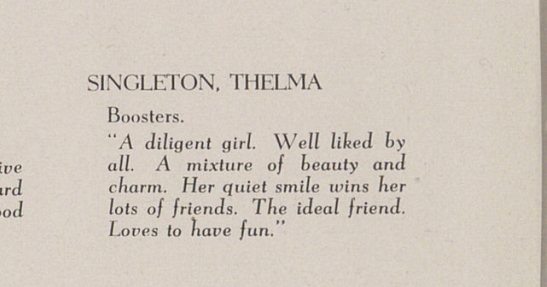 SINGLETON, THELMA
Boosters.
"A diligent girl. Well liked by
all. A mixture of beauty and
charm. Her quiet smile wins her
lots of friends. The ideal friend.
Loves to have fun."